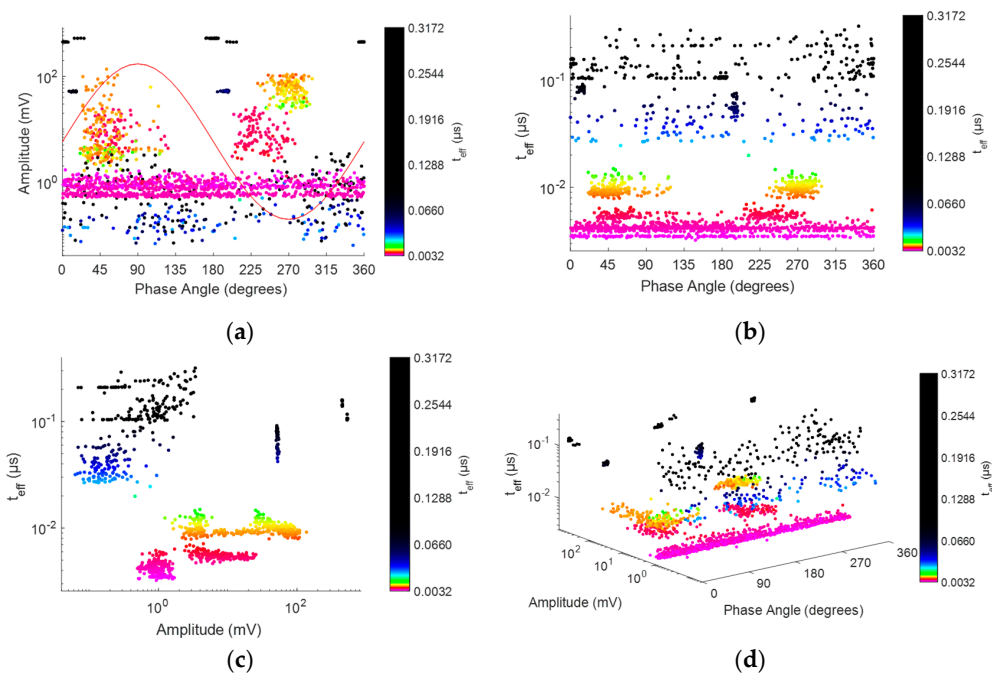 10²
10⁰
Amplitude (mV)
0 45 90 135 180 225 270 315 360
Phase Angle (degrees)
0.3172
0.2544
0.1916
0.1288
0.0660
0.0032
t_eff (µs)
(a)
10⁻¹
10⁻²
t_eff (µs)
0 45 90 135 180 225 270 315 360
Phase Angle (degrees)
0.3172
0.2544
0.1916
0.1288
0.0660
0.0032
t_eff (µs)
(b)
10⁻¹
10⁻²
t_eff (µs)
10⁰ 10²
Amplitude (mV)
0.3172
0.2544
0.1916
0.1288
0.0660
0.0032
t_eff (µs)
(c)
10⁻¹
10⁻²
t_eff (µs)
10² 10¹ 10⁰
Amplitude (mV)
0 90 180 270 360
Phase Angle (degrees)
0.3172
0.2544
0.1916
0.1288
0.0660
0.0032
t_eff (µs)
(d)